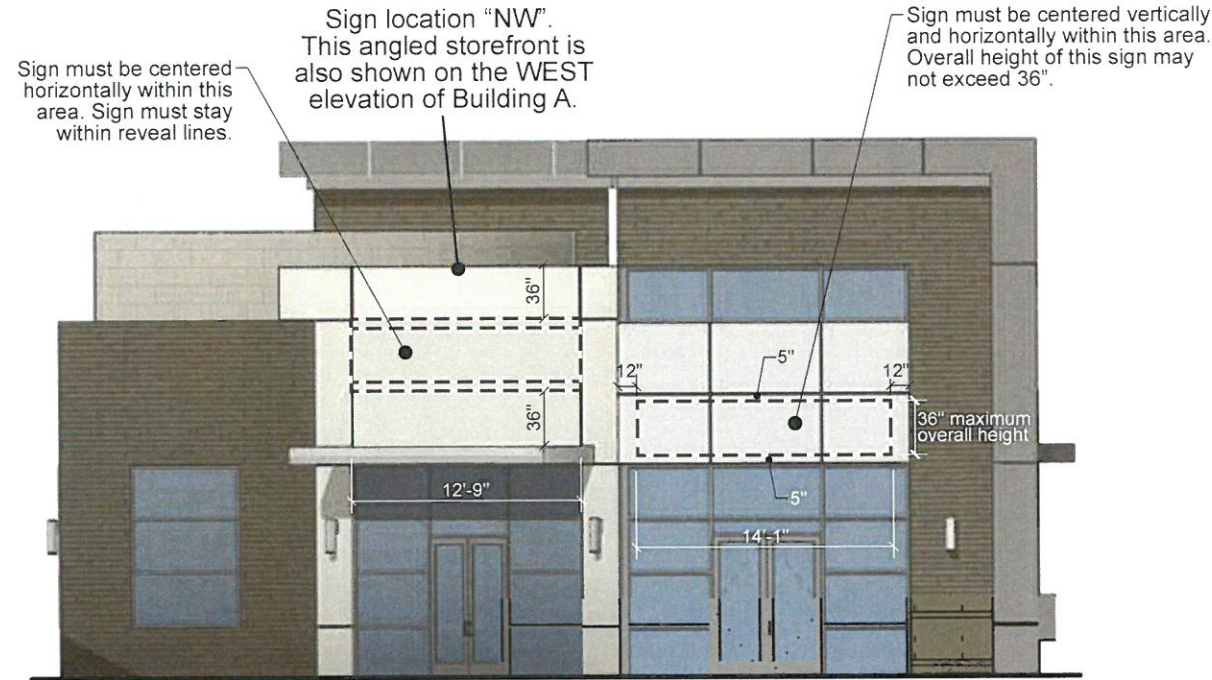 Sign location “NW”.
This angled storefront is
also shown on the WEST
elevation of Building A.
Sign must be centered
horizontally within this
area. Sign must stay
within reveal lines.
Sign must be centered vertically
and horizontally within this area.
Overall height of this sign may
not exceed 36”.
36"
36"
12'-9"
12"
5"
12"
36" maximum
overall height
5"
14'-1"